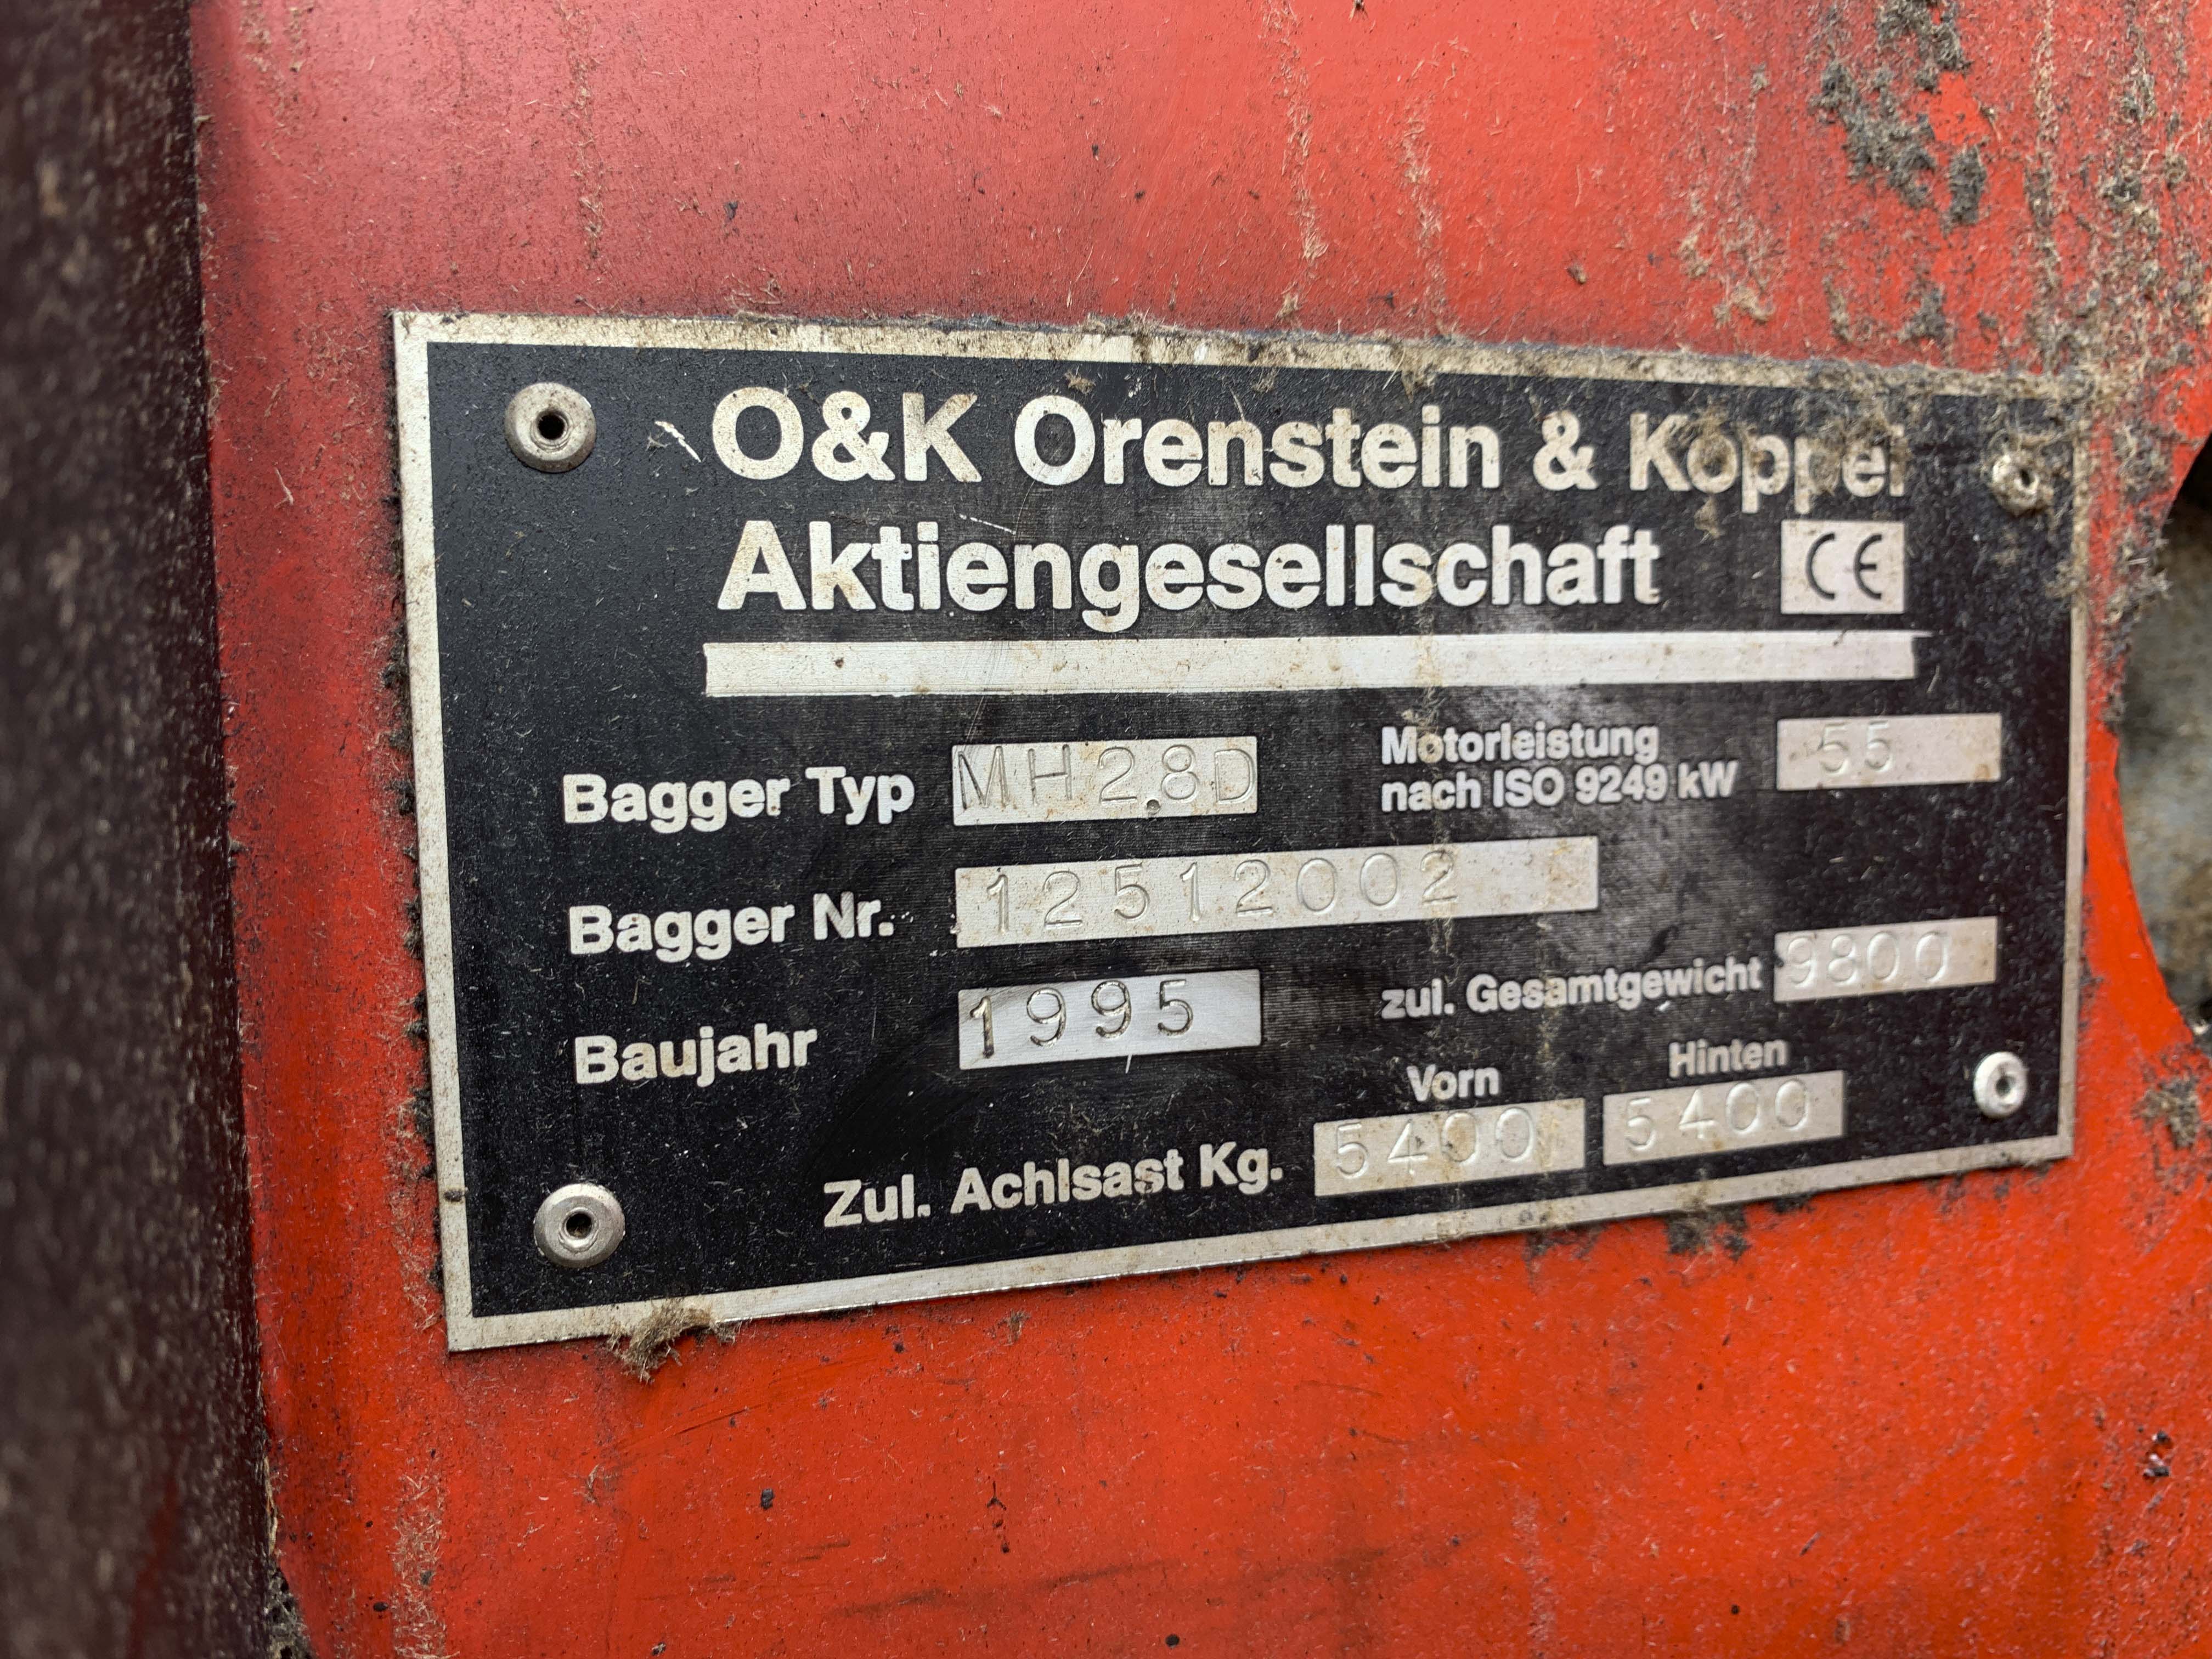 O&K Orenstein & Koppel
Aktiengesellschaft CE
Bagger Typ MH2.8D
Motorleistung
nach ISO 9249 kW 55
Bagger Nr. 12512002
Baujahr 1995
zul. Gesamtgewicht 9800
Vorn Hinten
Zul. Achlsast Kg. 5400 5400